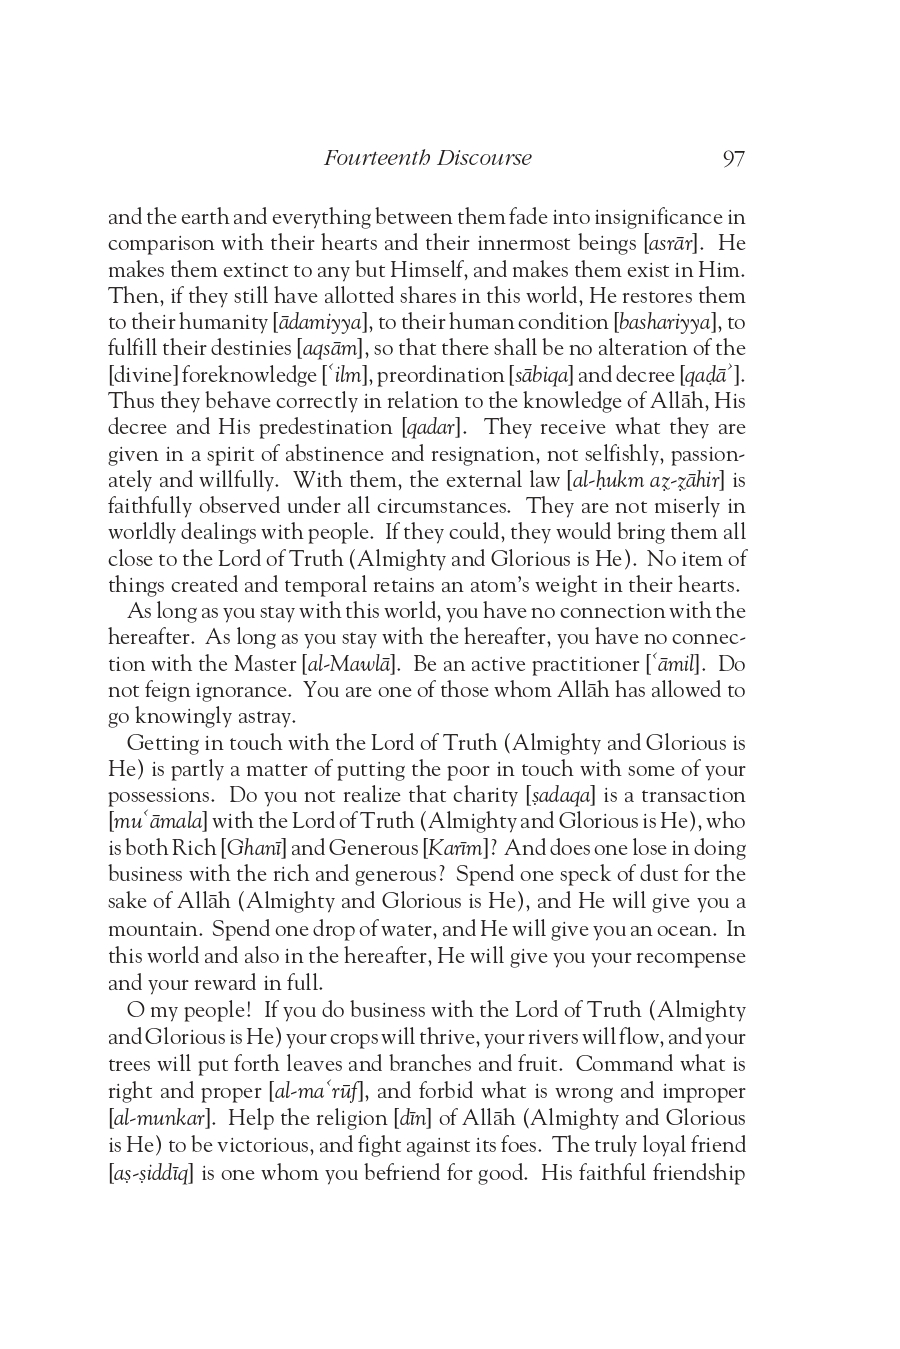 Fourteenth Discourse 97
and the earth and everything between them fade into insignificance in
comparison with their hearts and their innermost beings [asrār]. He
makes them extinct to any but Himself, and makes them exist in Him.
Then, if they still have allotted shares in this world, He restores them
to their humanity [ādamiyya], to their human condition [bashariyya], to
fulfill their destinies [aqsām], so that there shall be no alteration of the
[divine] foreknowledge [ʿilm], preordination [sābiqa] and decree [qaḍāʾ].
Thus they behave correctly in relation to the knowledge of Allāh, His
decree and His predestination [qadar]. They receive what they are
given in a spirit of abstinence and resignation, not selfishly, passion-
ately and willfully. With them, the external law [al-ḥukm aẓ-ẓāhir] is
faithfully observed under all circumstances. They are not miserly in
worldly dealings with people. If they could, they would bring them all
close to the Lord of Truth (Almighty and Glorious is He). No item of
things created and temporal retains an atom’s weight in their hearts.
As long as you stay with this world, you have no connection with the
hereafter. As long as you stay with the hereafter, you have no connec-
tion with the Master [al-Mawlā]. Be an active practitioner [ʿāmil]. Do
not feign ignorance. You are one of those whom Allāh has allowed to
go knowingly astray.
Getting in touch with the Lord of Truth (Almighty and Glorious is
He) is partly a matter of putting the poor in touch with some of your
possessions. Do you not realize that charity [ṣadaqa] is a transaction
[muʿāmala] with the Lord of Truth (Almighty and Glorious is He), who
is both Rich [Ghanī] and Generous [Karīm]? And does one lose in doing
business with the rich and generous? Spend one speck of dust for the
sake of Allāh (Almighty and Glorious is He), and He will give you a
mountain. Spend one drop of water, and He will give you an ocean. In
this world and also in the hereafter, He will give you your recompense
and your reward in full.
O my people! If you do business with the Lord of Truth (Almighty
and Glorious is He) your crops will thrive, your rivers will flow, and your
trees will put forth leaves and branches and fruit. Command what is
right and proper [al-maʿrūf], and forbid what is wrong and improper
[al-munkar]. Help the religion [dīn] of Allāh (Almighty and Glorious
is He) to be victorious, and fight against its foes. The truly loyal friend
[aṣ-ṣiddīq] is one whom you befriend for good. His faithful friendship